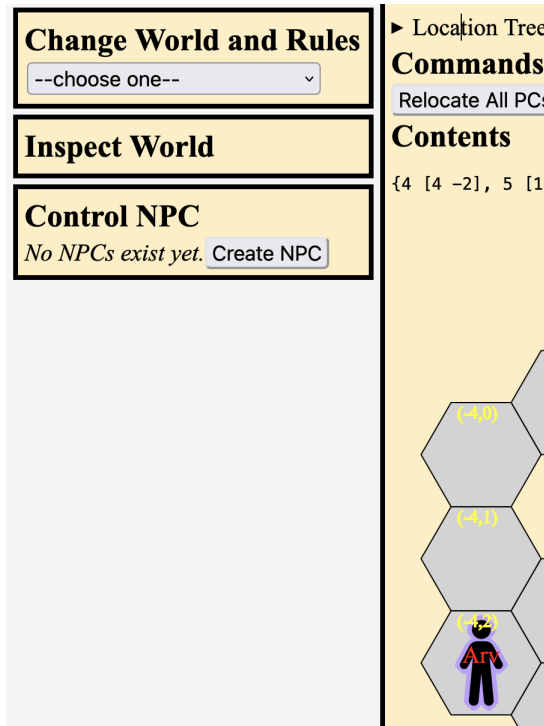 Change World and Rules
--choose one--
Inspect World
Control NPC
No NPCs exist yet. Create NPC
► Location Tree
Commands
Relocate All PCs
Contents
{4 [4 -2], 5 [1
(-4,0)
(-4,1)
(-4,2)
Arv